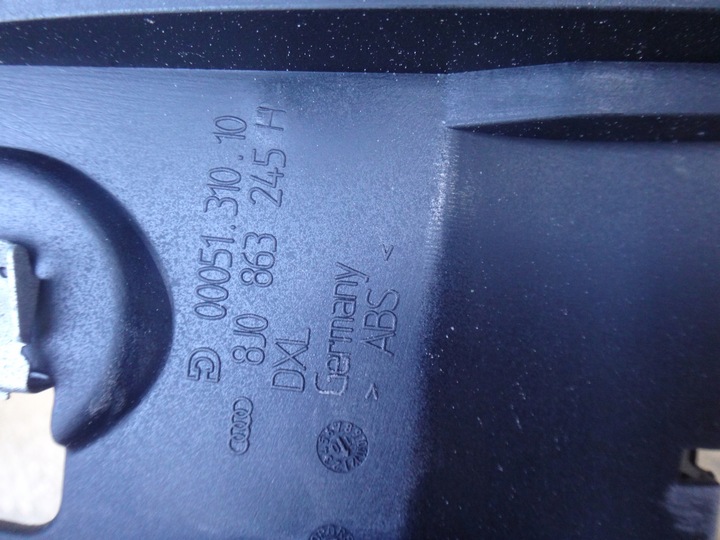 00051.310.10
8J0 863 245 H
DXL
Germany
> ABS <